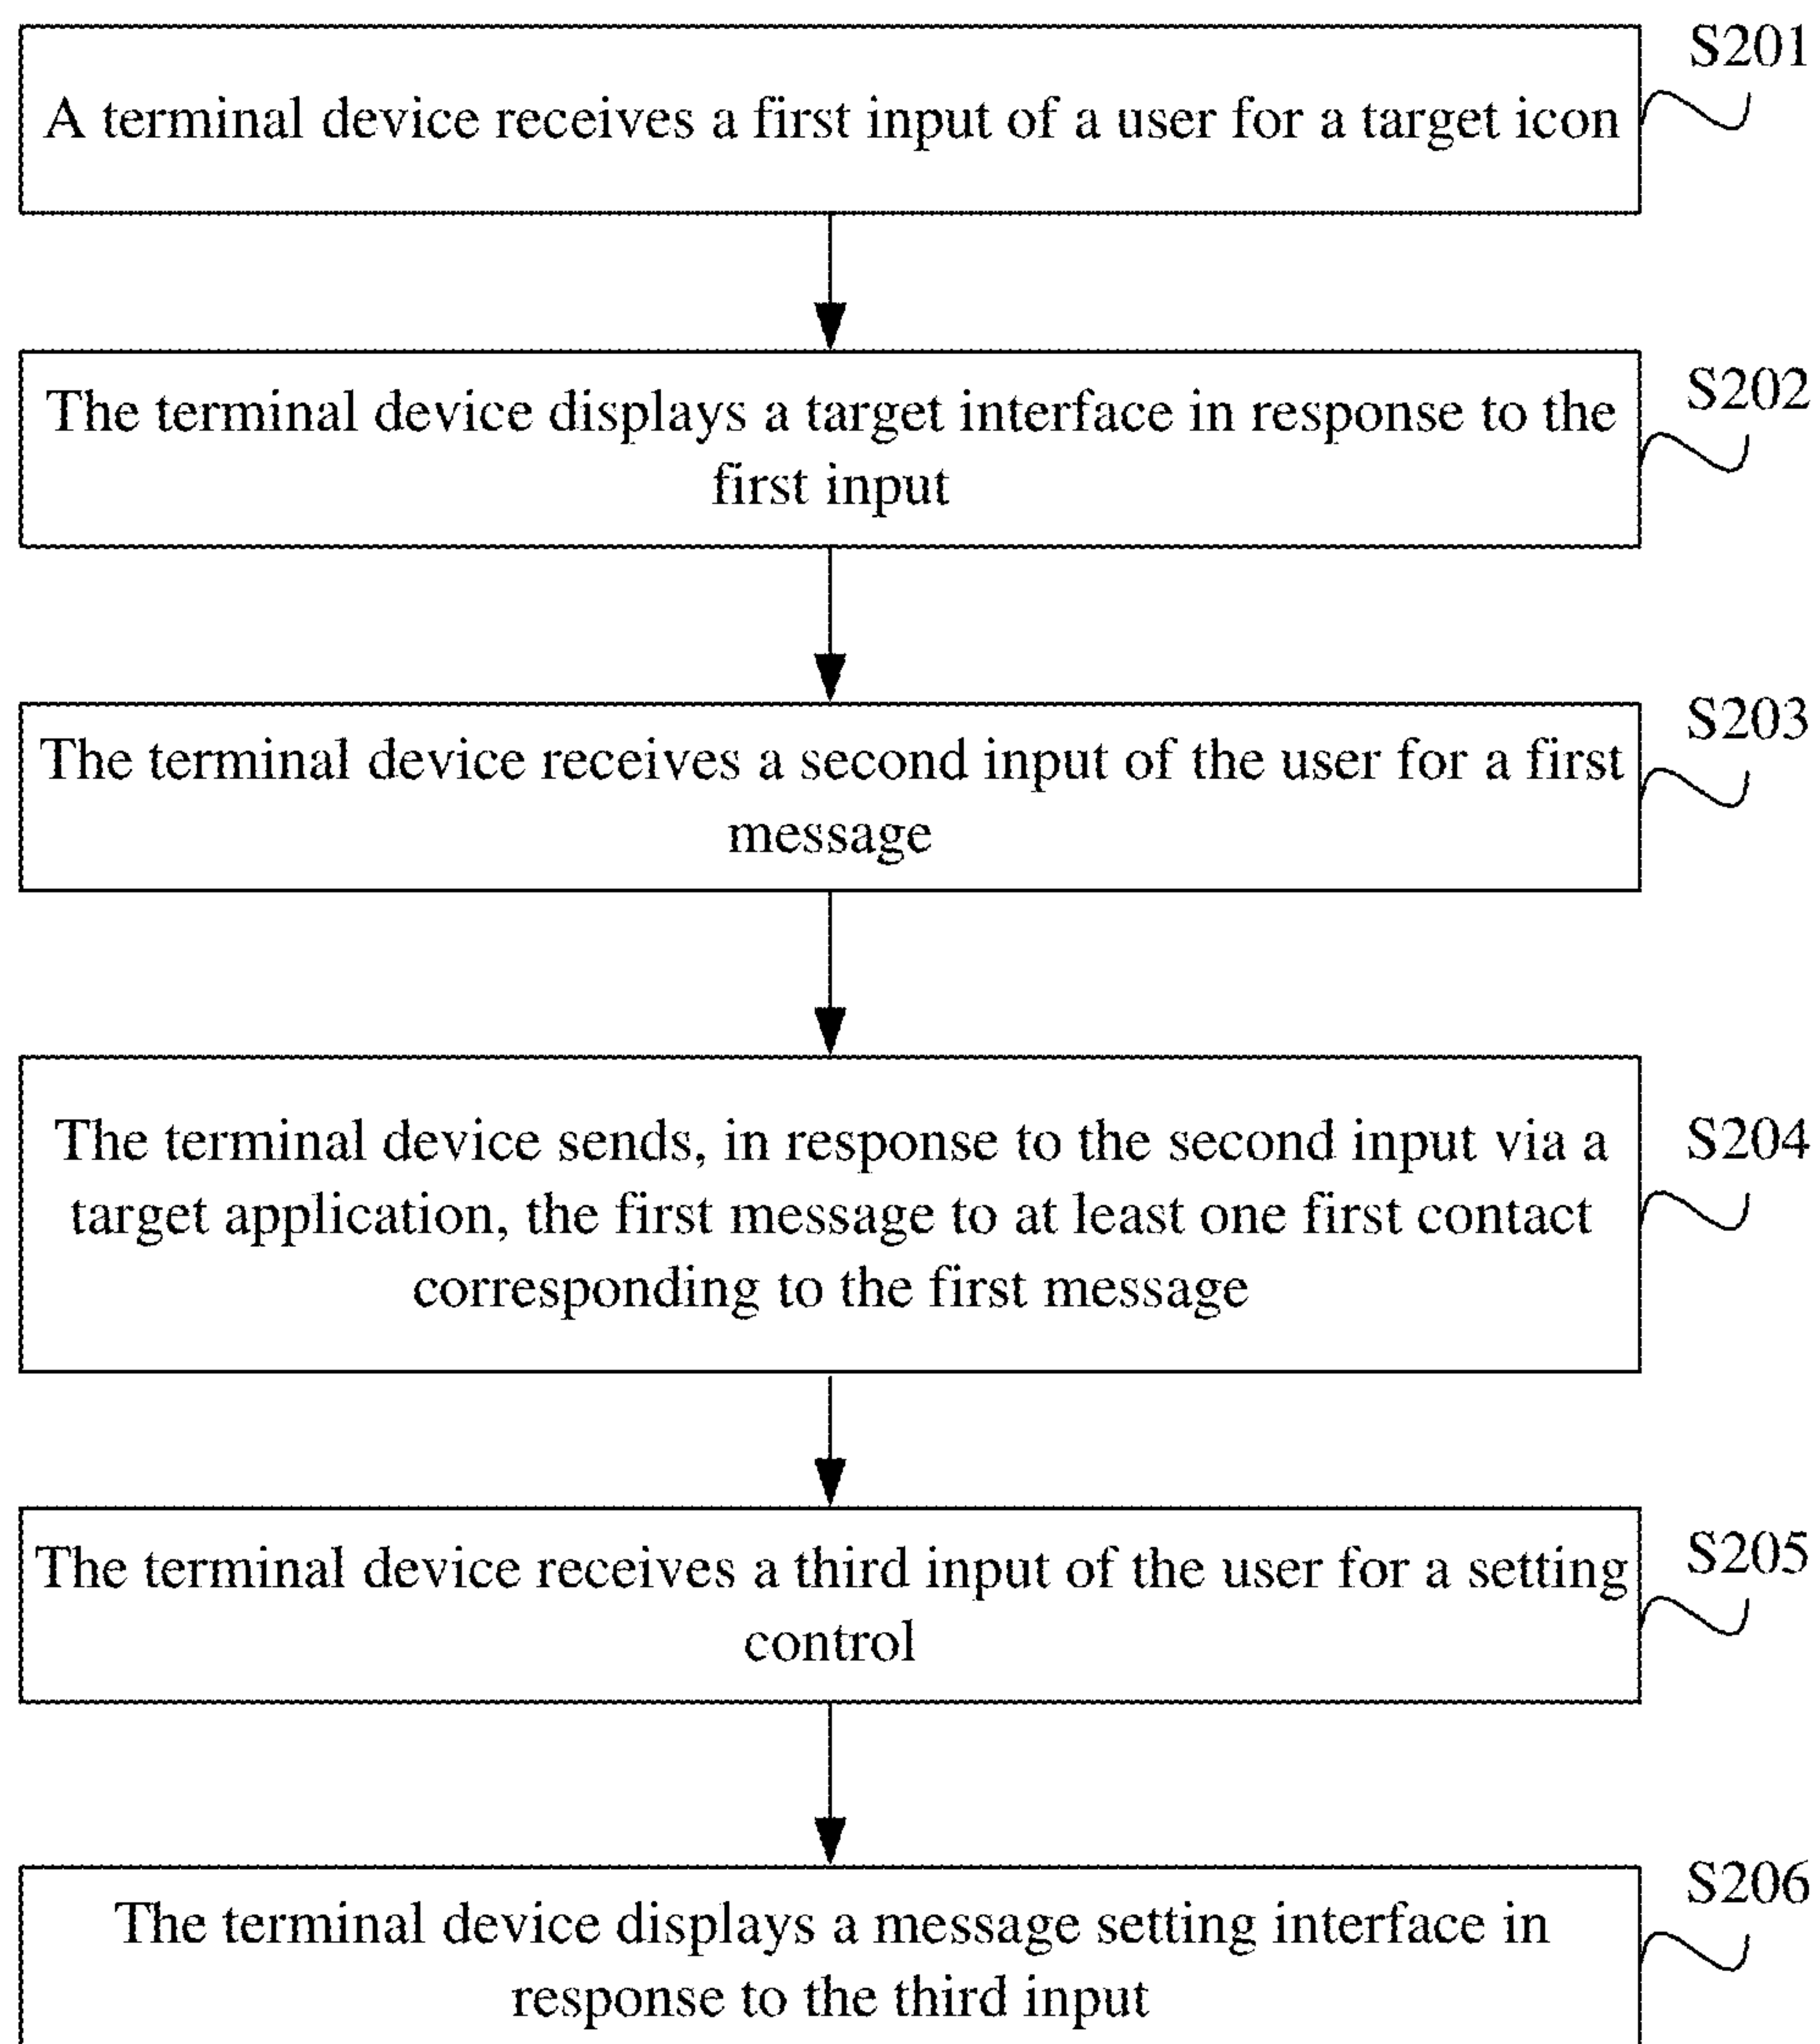 S201
A terminal device receives a first input of a user for a target icon
S202
The terminal device displays a target interface in response to the
first input
S203
The terminal device receives a second input of the user for a first
message
S204
The terminal device sends, in response to the second input via a
target application, the first message to at least one first contact
corresponding to the first message
S205
The terminal device receives a third input of the user for a setting
control
S206
The terminal device displays a message setting interface in
response to the third input